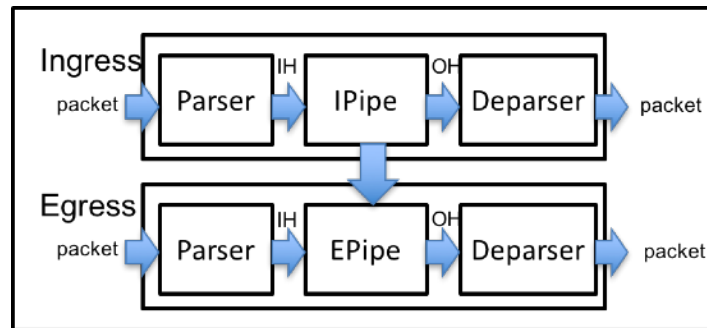 Ingress
packet
Parser
IH
IPipe
OH
Deparser
packet
Egress
packet
Parser
IH
EPipe
OH
Deparser
packet